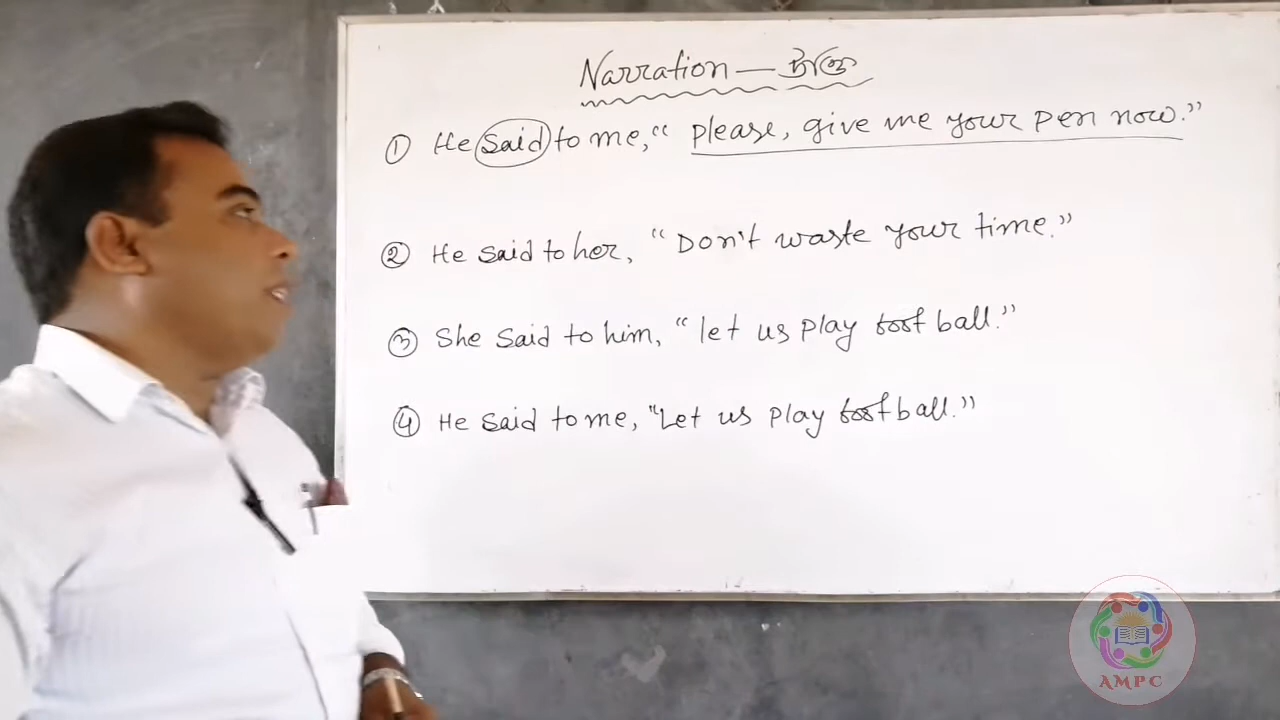 Narration —
① He said to me, “please, give me your pen now.”
② He said to her, “Don't waste your time.”
③ She said to him, “let us play foot ball.”
④ He said to me, “Let us play foot ball.”
AMPC